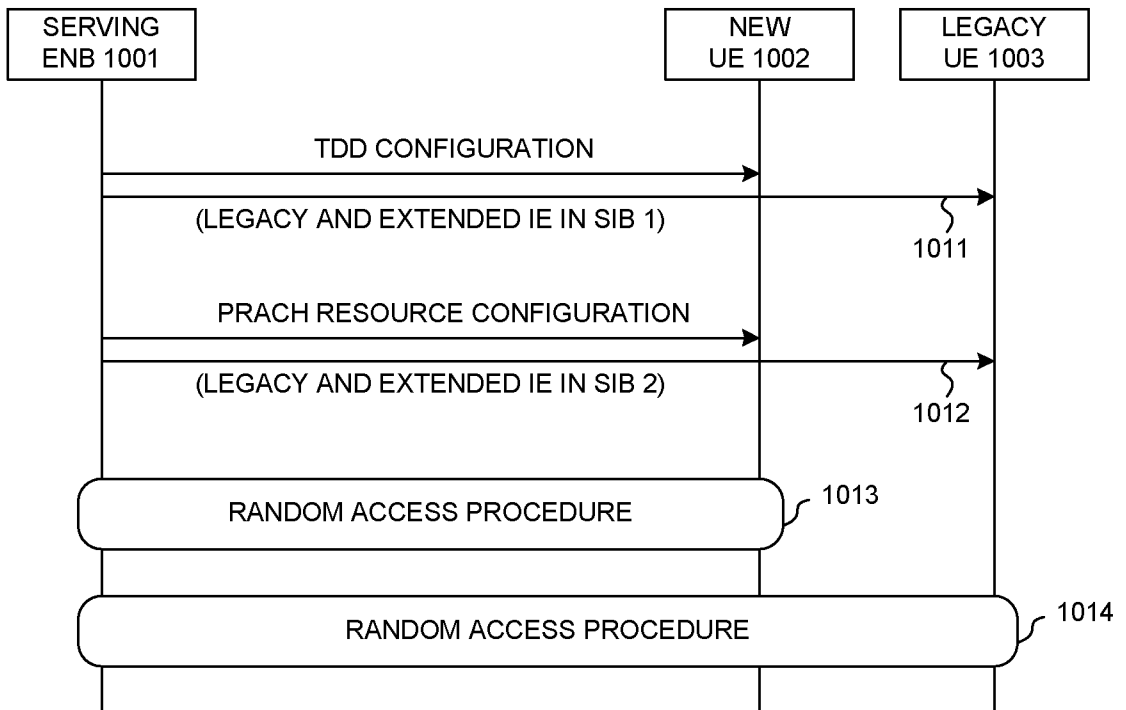 SERVING
ENB 1001
NEW
UE 1002
LEGACY
UE 1003
TDD CONFIGURATION
(LEGACY AND EXTENDED IE IN SIB 1)
1011
PRACH RESOURCE CONFIGURATION
(LEGACY AND EXTENDED IE IN SIB 2)
1012
RANDOM ACCESS PROCEDURE
1013
RANDOM ACCESS PROCEDURE
1014